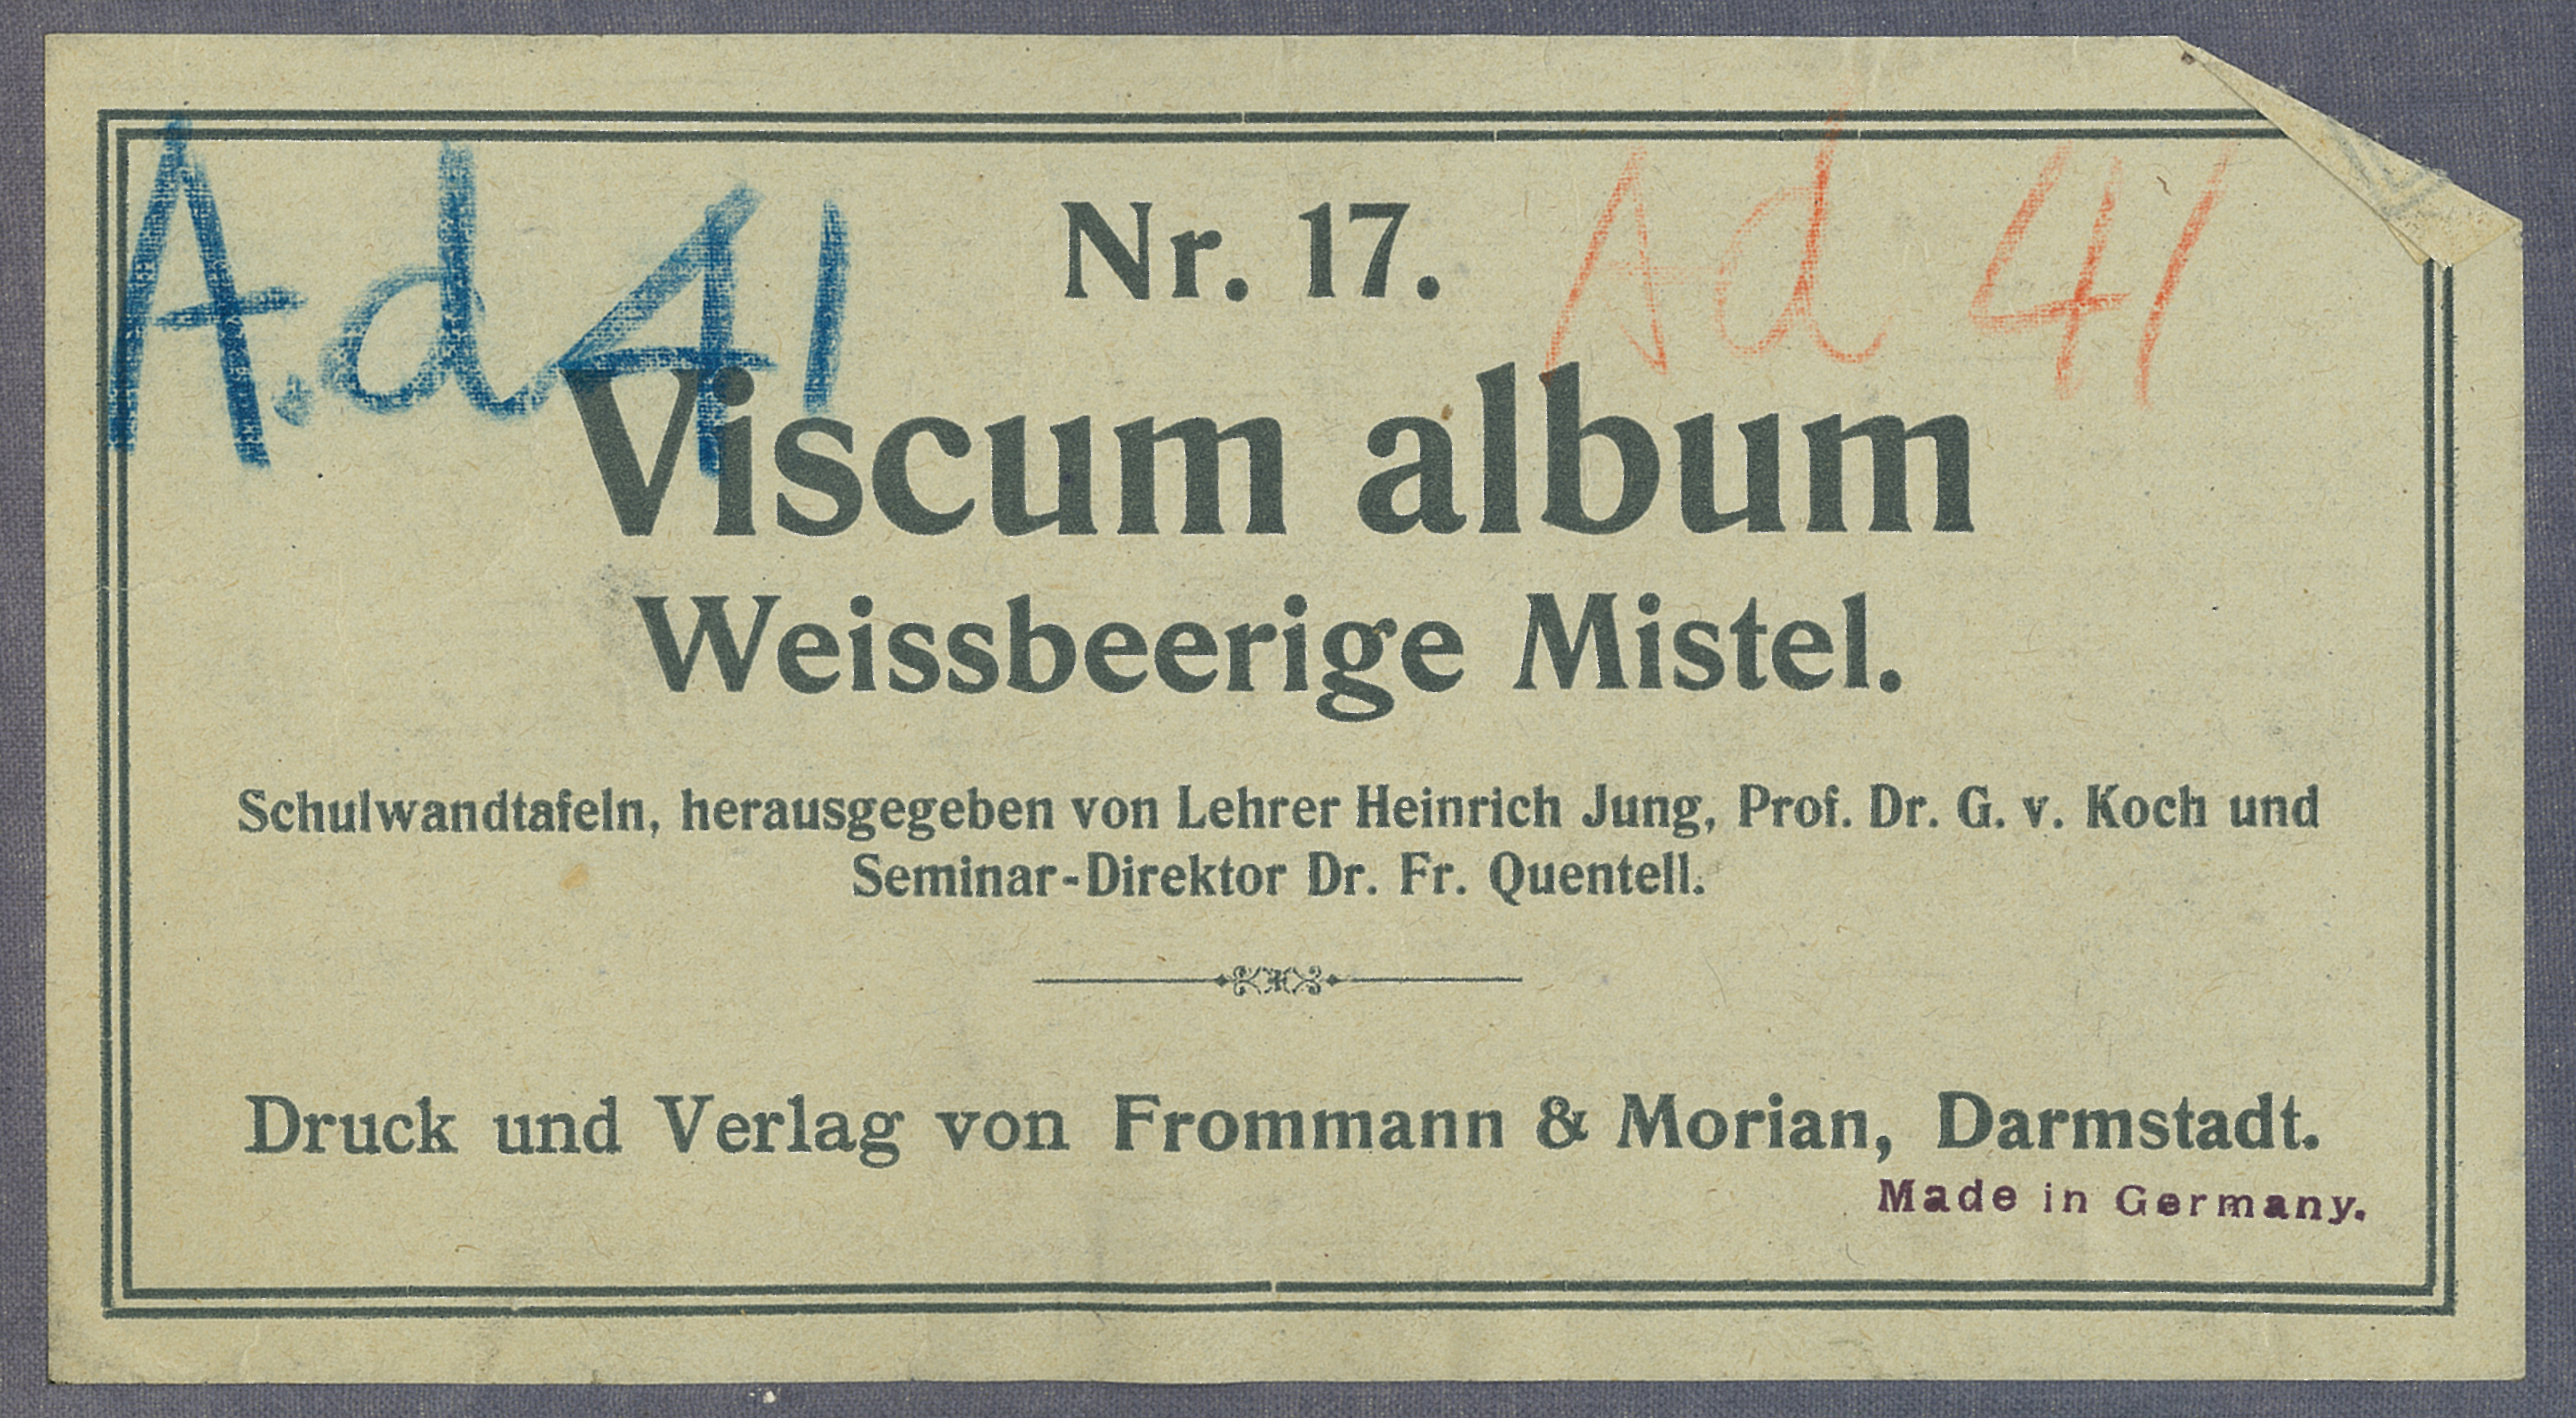 A.d 41
Ad 41
Nr. 17.
Viscum album
Weissbeerige Mistel.
Schulwandtafeln, herausgegeben von Lehrer Heinrich Jung, Prof. Dr. G. v. Koch und
Seminar-Direktor Dr. Fr. Quentell.
Druck und Verlag von Frommann & Morian, Darmstadt.
Made in Germany.